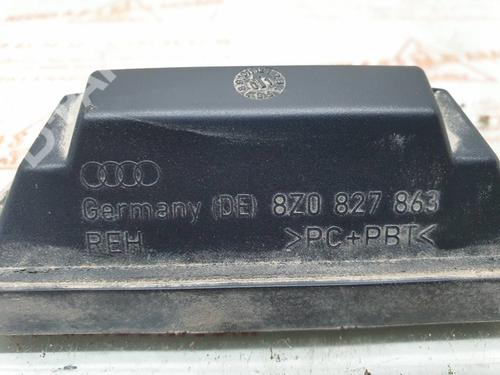 Germany (DE) 8Z0 827 863
REH >PC+PBT<